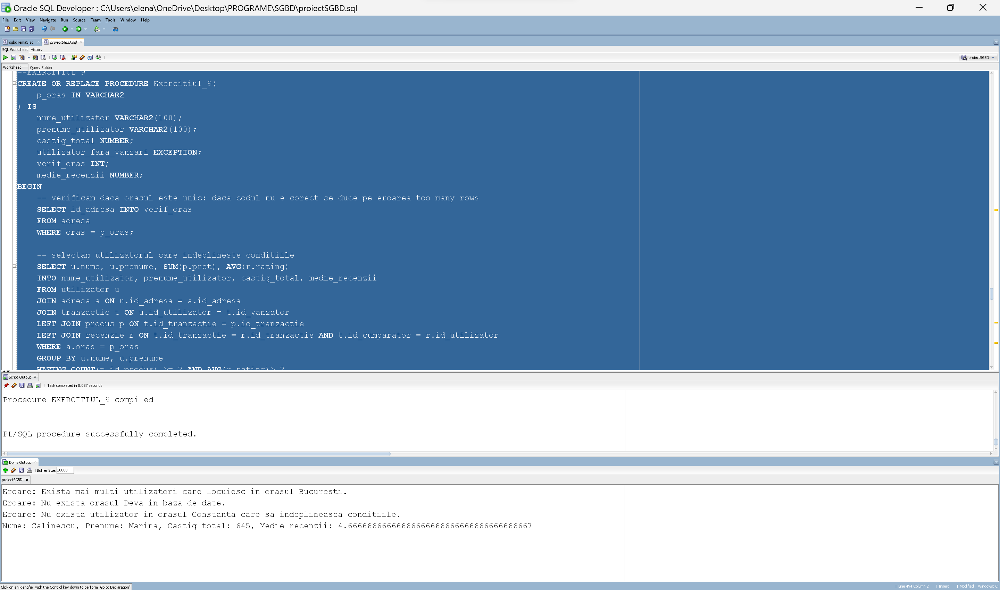 Oracle SQL Developer : C:\Users\elena\OneDrive\Desktop\PROGRAME\SGBD\proiectSGBD.sql
File Edit View Navigate Run Source Team Tools Window Help
sgbdTema3.sql proiectSGBD.sql
SQL Worksheet History
proiectSGBD
Worksheet Query Builder
--EXERCITIUL 9
CREATE OR REPLACE PROCEDURE Exercitiul_9(
p_oras IN VARCHAR2
) IS
nume_utilizator VARCHAR2(100);
prenume_utilizator VARCHAR2(100);
castig_total NUMBER;
utilizator_fara_vanzari EXCEPTION;
verif_oras INT;
medie_recenzii NUMBER;
BEGIN
-- verificam daca orasul este unic: daca codul nu e corect se duce pe eroarea too many rows
SELECT id_adresa INTO verif_oras
FROM adresa
WHERE oras = p_oras;
-- selectam utilizatorul care indeplineste conditiile
SELECT u.nume, u.prenume, SUM(p.pret), AVG(r.rating)
INTO nume_utilizator, prenume_utilizator, castig_total, medie_recenzii
FROM utilizator u
JOIN adresa a ON u.id_adresa = a.id_adresa
JOIN tranzactie t ON u.id_utilizator = t.id_vanzator
LEFT JOIN produs p ON t.id_tranzactie = p.id_tranzactie
LEFT JOIN recenzie r ON t.id_tranzactie = r.id_tranzactie AND t.id_cumparator = r.id_utilizator
WHERE a.oras = p_oras
GROUP BY u.nume, u.prenume
HAVING COUNT(p.id_produs) >= 2 AND AVG(r.rating)>
Script Output
Task completed in 0.087 seconds
Procedure EXERCITIUL_9 compiled
PL/SQL procedure successfully completed.
Dbms Output
Buffer Size: 20000
proiectSGBD
Eroare: Exista mai multi utilizatori care locuiesc in orasul Bucuresti.
Eroare: Nu exista orasul Deva in baza de date.
Eroare: Nu exista utilizator in orasul Constanta care sa indeplineasca conditiile.
Nume: Calinescu, Prenume: Marina, Castig total: 645, Medie recenzii: 4.66666666666666666666666666666666666667
Click on an identifier with the Control key down to perform "Go to Declaration"
Line 494 Column 2 Insert Modified Windows: Cl